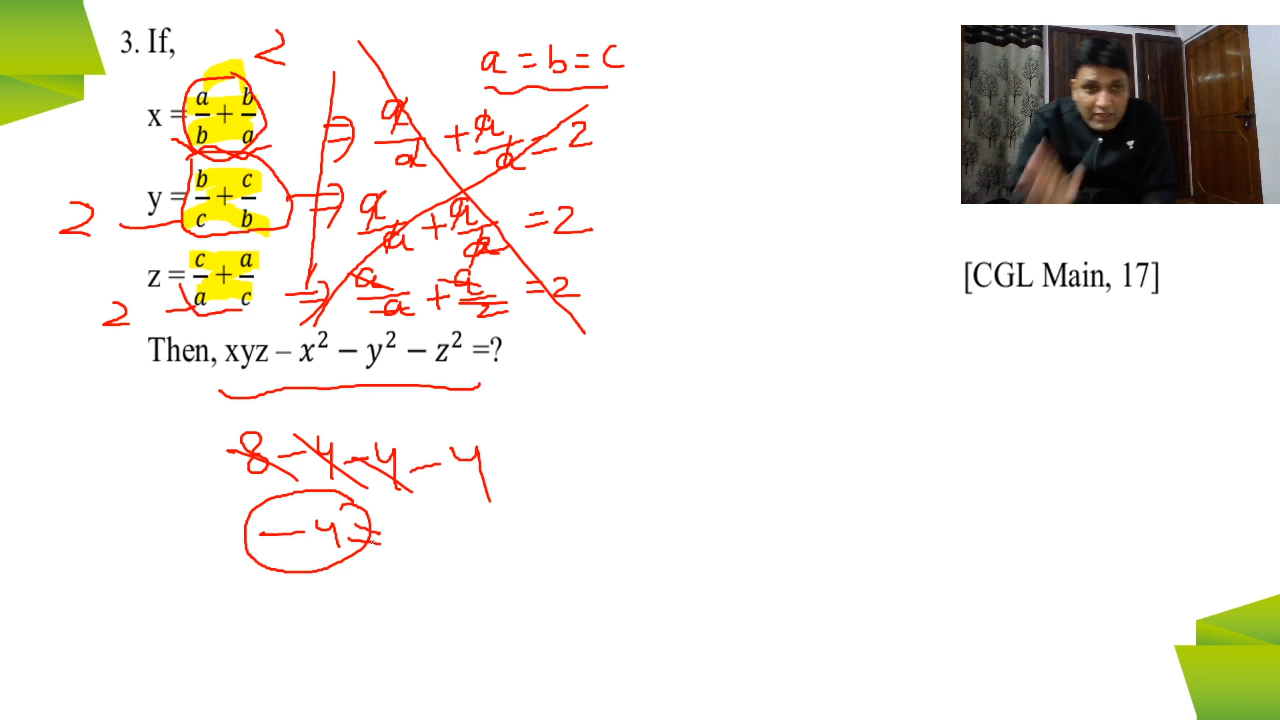 3. If,
2
a = b = c
x = a/b + b/a ⇒ a/a + a/a = 2
2 y = b/c + c/b ⇒ a/a + a/a = 2
2 z = c/a + a/c ⇒ a/a + a/2 = 2
[CGL Main, 17]
Then, xyz – x² – y² – z² =?
8 – 4 – 4 – 4
– 4 =